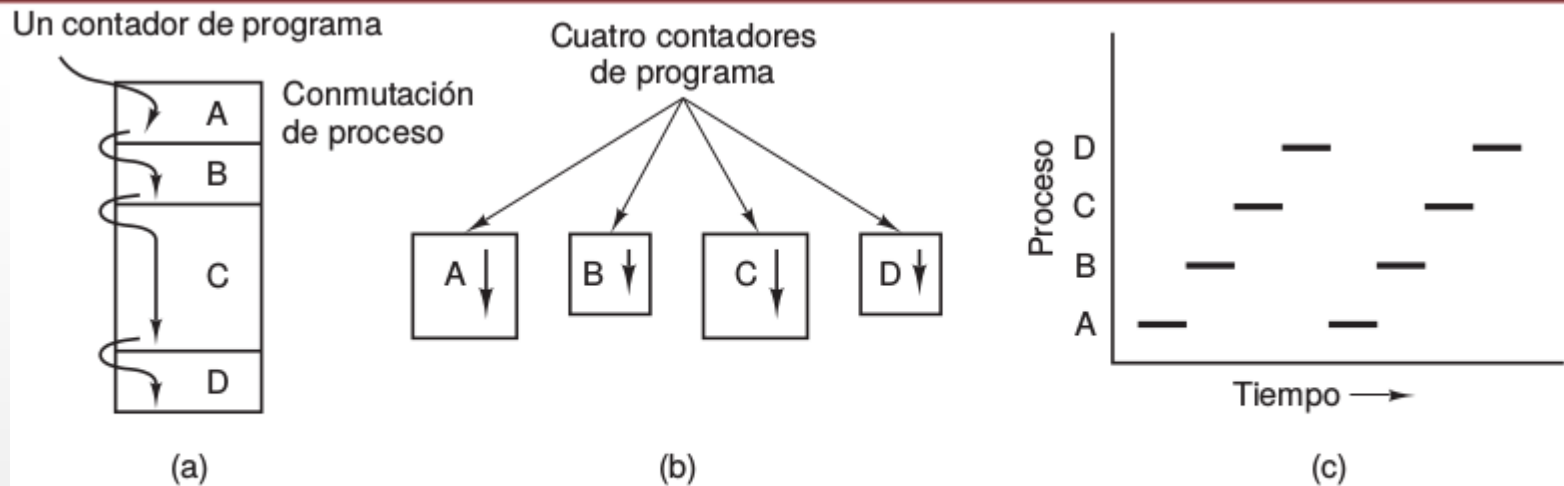 Un contador de programa
Conmutación
de proceso
A
B
C
D
(a)
Cuatro contadores
de programa
A
B
C
D
(b)
Proceso
D
C
B
A
Tiempo
(c)